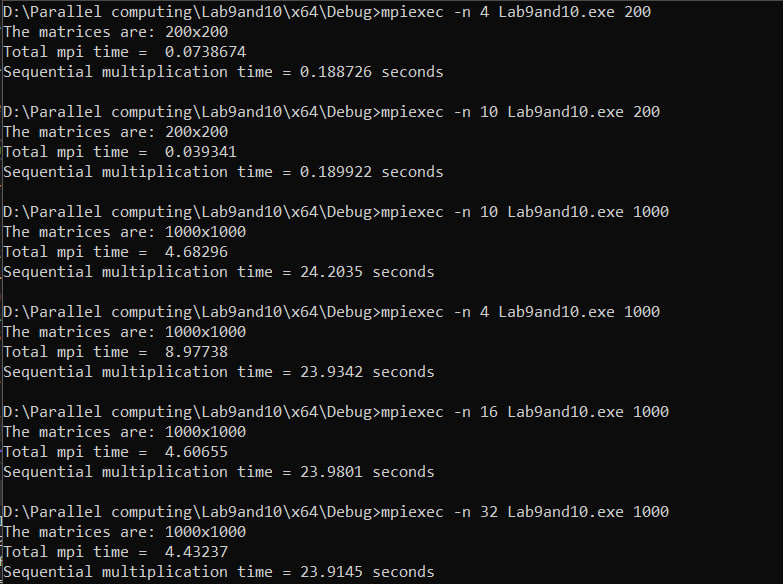 D:\Parallel computing\Lab9and10\x64\Debug>mpiexec -n 4 Lab9and10.exe 200
The matrices are: 200x200
Total mpi time =  0.0738674
Sequential multiplication time = 0.188726 seconds
D:\Parallel computing\Lab9and10\x64\Debug>mpiexec -n 10 Lab9and10.exe 200
The matrices are: 200x200
Total mpi time =  0.039341
Sequential multiplication time = 0.189922 seconds
D:\Parallel computing\Lab9and10\x64\Debug>mpiexec -n 10 Lab9and10.exe 1000
The matrices are: 1000x1000
Total mpi time =  4.68296
Sequential multiplication time = 24.2035 seconds
D:\Parallel computing\Lab9and10\x64\Debug>mpiexec -n 4 Lab9and10.exe 1000
The matrices are: 1000x1000
Total mpi time =  8.97738
Sequential multiplication time = 23.9342 seconds
D:\Parallel computing\Lab9and10\x64\Debug>mpiexec -n 16 Lab9and10.exe 1000
The matrices are: 1000x1000
Total mpi time =  4.60655
Sequential multiplication time = 23.9801 seconds
D:\Parallel computing\Lab9and10\x64\Debug>mpiexec -n 32 Lab9and10.exe 1000
The matrices are: 1000x1000
Total mpi time =  4.43237
Sequential multiplication time = 23.9145 seconds